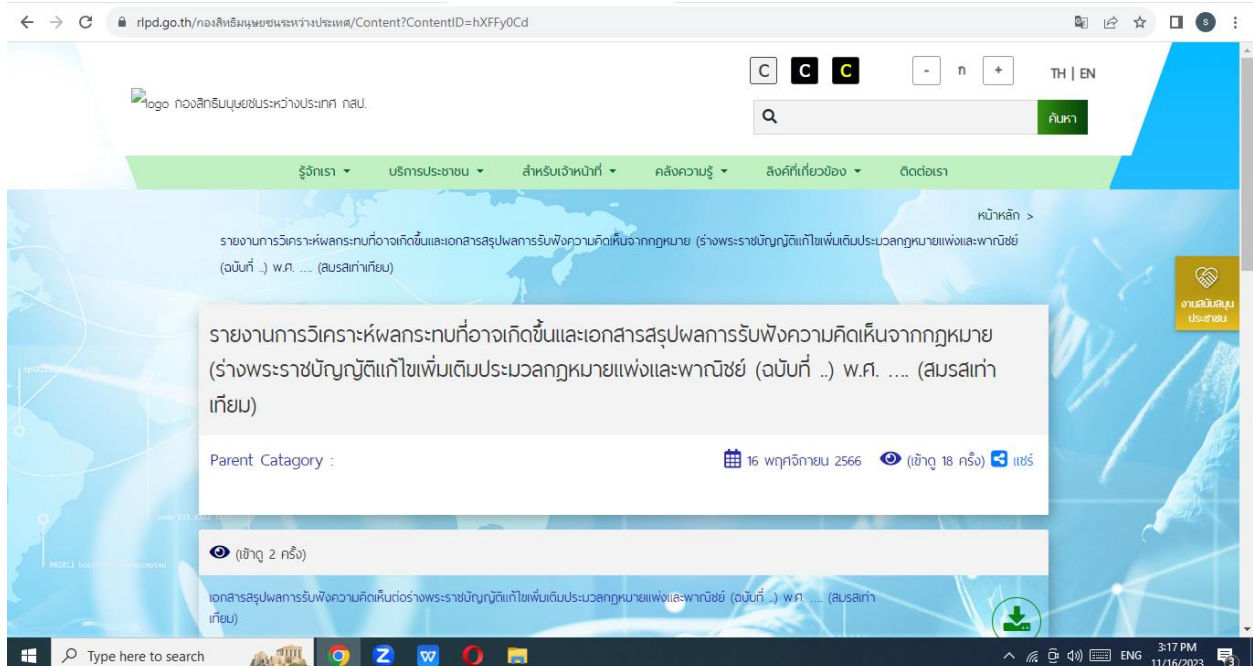 rlpd.go.th/กองสิทธิมนุษยชนระหว่างประเทศ/Content?ContentID=hXFFy0Cd
s
C C C - ก + TH | EN
logo กองสิทธิมนุษยชนระหว่างประเทศ กสป.
ค้นหา
รู้จักเรา บริการประชาชน สำหรับเจ้าหน้าที่ คลังความรู้ ลิงค์ที่เกี่ยวข้อง ติดต่อเรา
หน้าหลัก >
รายงานการวิเคราะห์ผลกระทบที่อาจเกิดขึ้นและเอกสารสรุปผลการรับฟังความคิดเห็นจากกฎหมาย (ร่างพระราชบัญญัติแก้ไขเพิ่มเติมประมวลกฎหมายแพ่งและพาณิชย์
(ฉบับที่ ..) พ.ศ. .... (สมรสเท่าเทียม)
งานสนับสนุน
ประชาชน
รายงานการวิเคราะห์ผลกระทบที่อาจเกิดขึ้นและเอกสารสรุปผลการรับฟังความคิดเห็นจากกฎหมาย
(ร่างพระราชบัญญัติแก้ไขเพิ่มเติมประมวลกฎหมายแพ่งและพาณิชย์ (ฉบับที่ ..) พ.ศ. .... (สมรสเท่า
เทียม)
Parent Catagory : 16 พฤศจิกายน 2566 (เข้าดู 18 ครั้ง) แชร์
(เข้าดู 2 ครั้ง)
เอกสารสรุปผลการรับฟังความคิดเห็นต่อร่างพระราชบัญญัติแก้ไขเพิ่มเติมประมวลกฎหมายแพ่งและพาณิชย์ (ฉบับที่ ..) พ.ศ. .... (สมรสเท่า
เทียม)
Type here to search
ENG 3:17 PM
11/16/2023
3